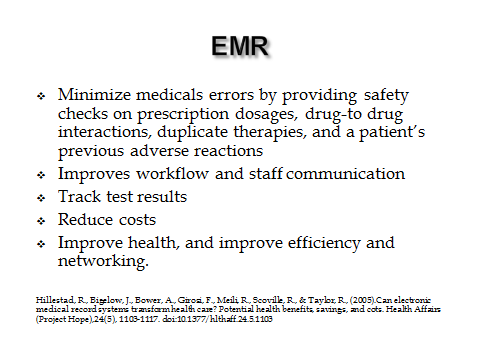 EMR
Minimize medicals errors by providing safety
checks on prescription dosages, drug-to drug
interactions, duplicate therapies, and a patient's
previous adverse reactions
Improves workflow and staff communication
Track test results
Reduce costs
Improve health, and improve efficiency and
networking.
Hillestad, R., Bigelow, J., Bower, A., Girosi, F., Meili, R., Scoville, R., & Taylor, R., (2005).Can electronic
medical record systems transform health care? Potential health benefits, savings, and cots. Health Affairs
(Project Hope),24(5), 1103-1117. doi:10.1377/hlthaff.24.5.1103